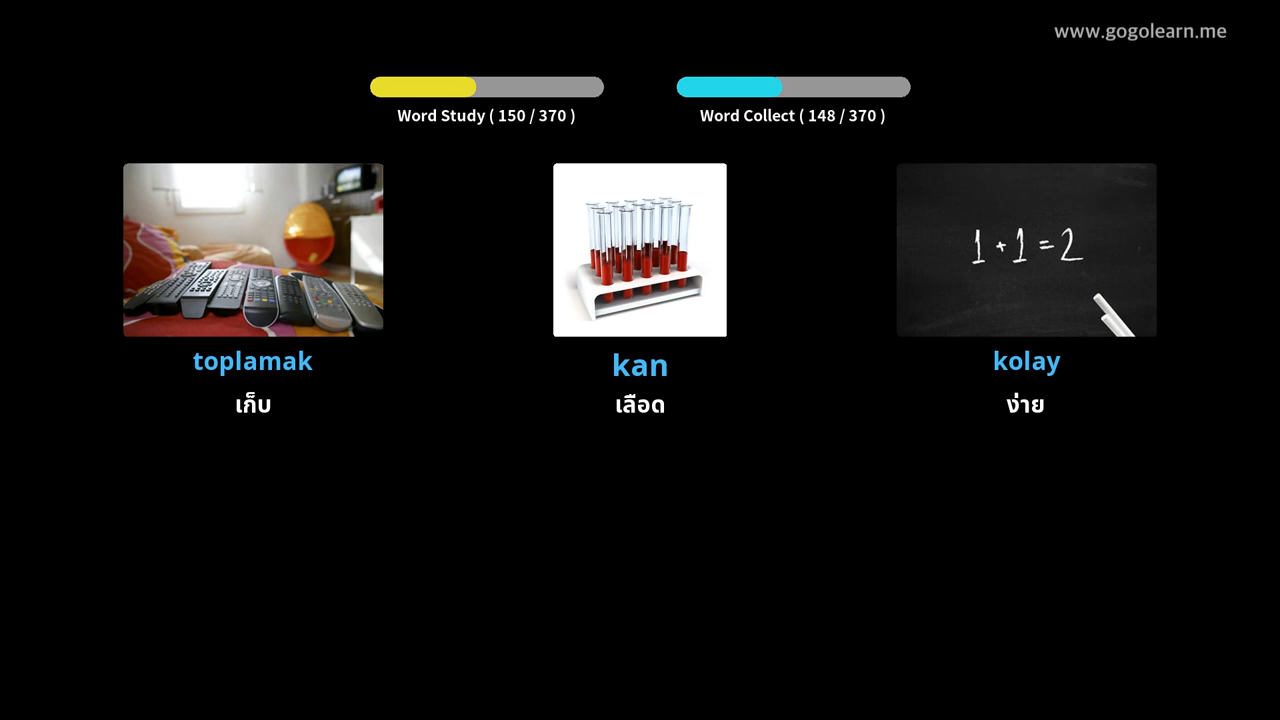 www.gogolearn.me
Word Study ( 150 / 370 )
Word Collect ( 148 / 370 )
1 + 1 = 2
toplamak
kan
kolay
เก็บ
เลือด
ง่าย